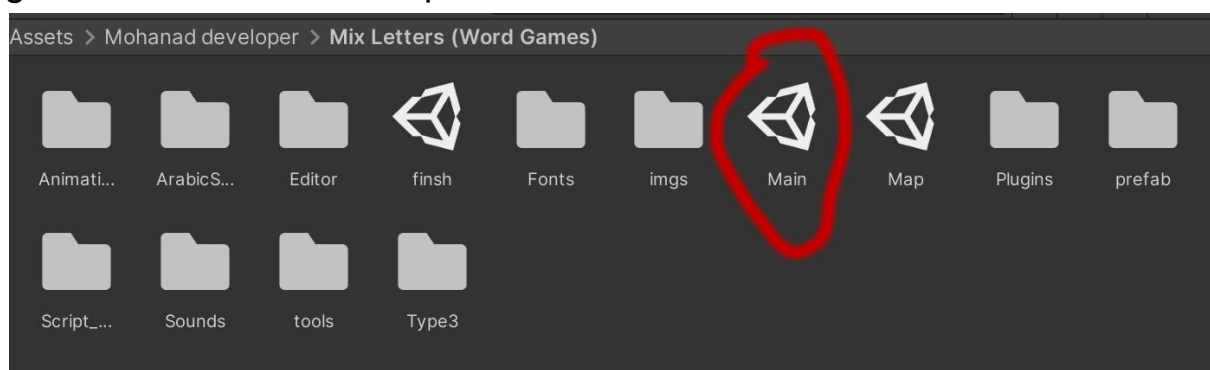 Assets > Mohanad developer > Mix Letters (Word Games)
Animati... ArabicS... Editor finsh Fonts imgs Main Map Plugins prefab
Script_... Sounds tools Type3